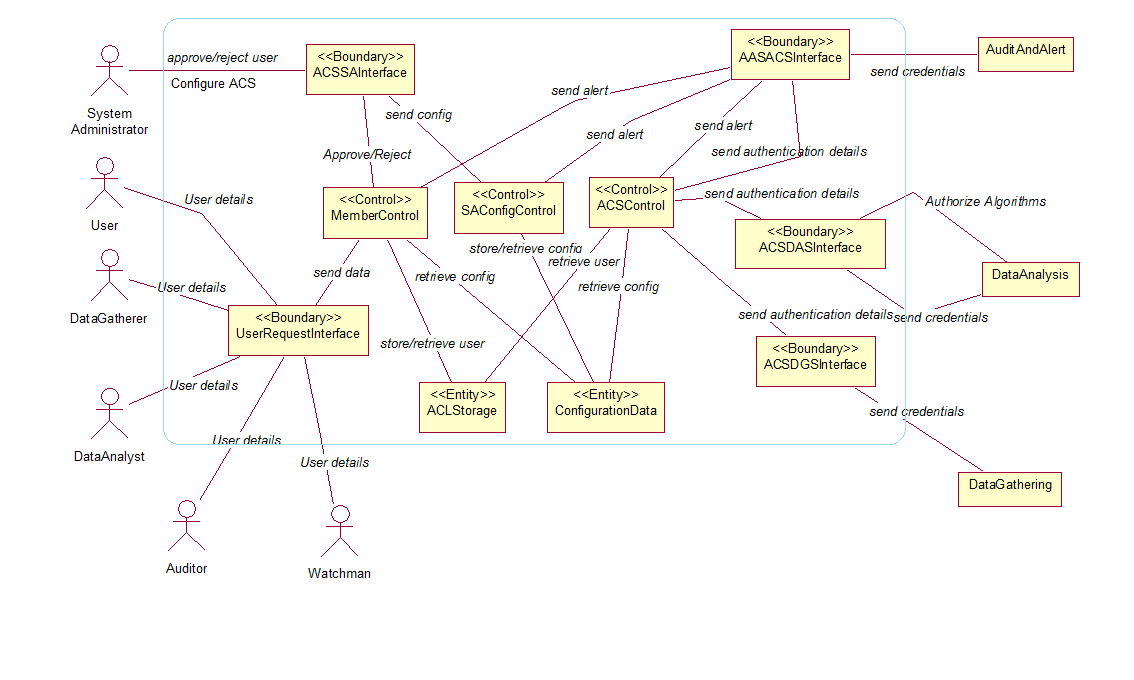 <<Boundary>>
AASACSInterface
AuditAndAlert
send credentials
approve/reject user
Configure ACS
<<Boundary>>
ACSSAInterface
System
Administrator
send alert
send config
send alert
send alert
Approve/Reject
send authentication details
User details
User
<<Control>>
MemberControl
<<Control>>
SAConfigControl
<<Control>>
ACSControl
send authentication details
Authorize Algorithms
<<Boundary>>
ACSDASInterface
store/retrieve config
retrieve user
send data
retrieve config
retrieve config
DataAnalysis
User details
DataGatherer
<<Boundary>>
UserRequestInterface
send authentication details
send credentials
store/retrieve user
<<Boundary>>
ACSDGSInterface
User details
<<Entity>>
ACLStorage
<<Entity>>
ConfigurationData
send credentials
User details
DataAnalyst
User details
DataGathering
Auditor
Watchman